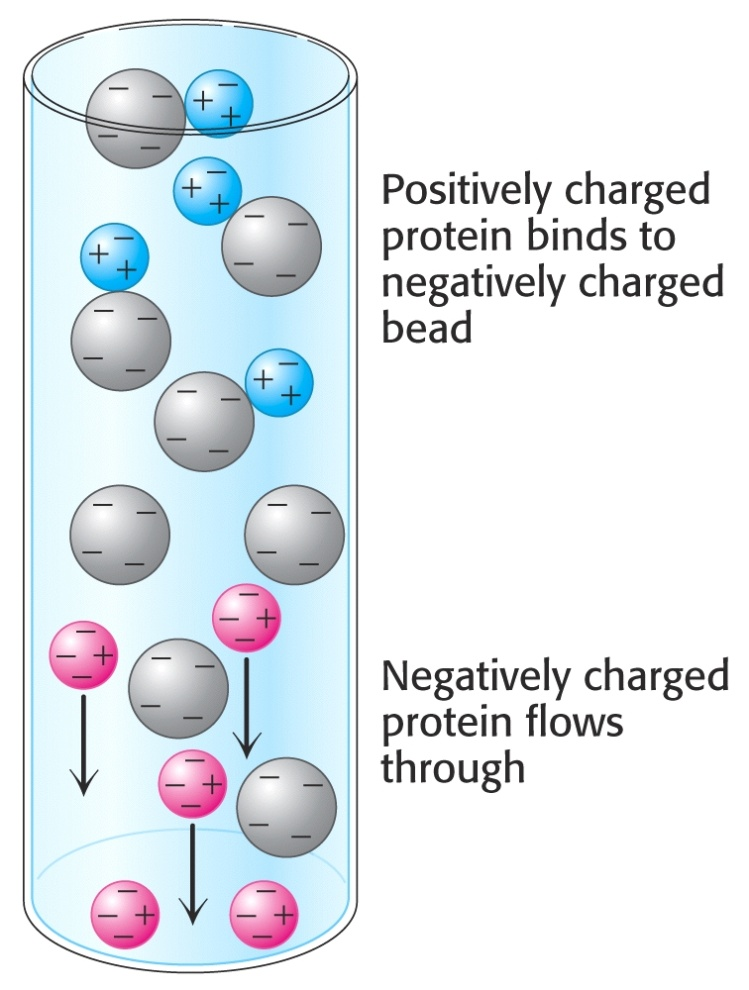 Positively charged
protein binds to
negatively charged
bead
Negatively charged
protein flows
through